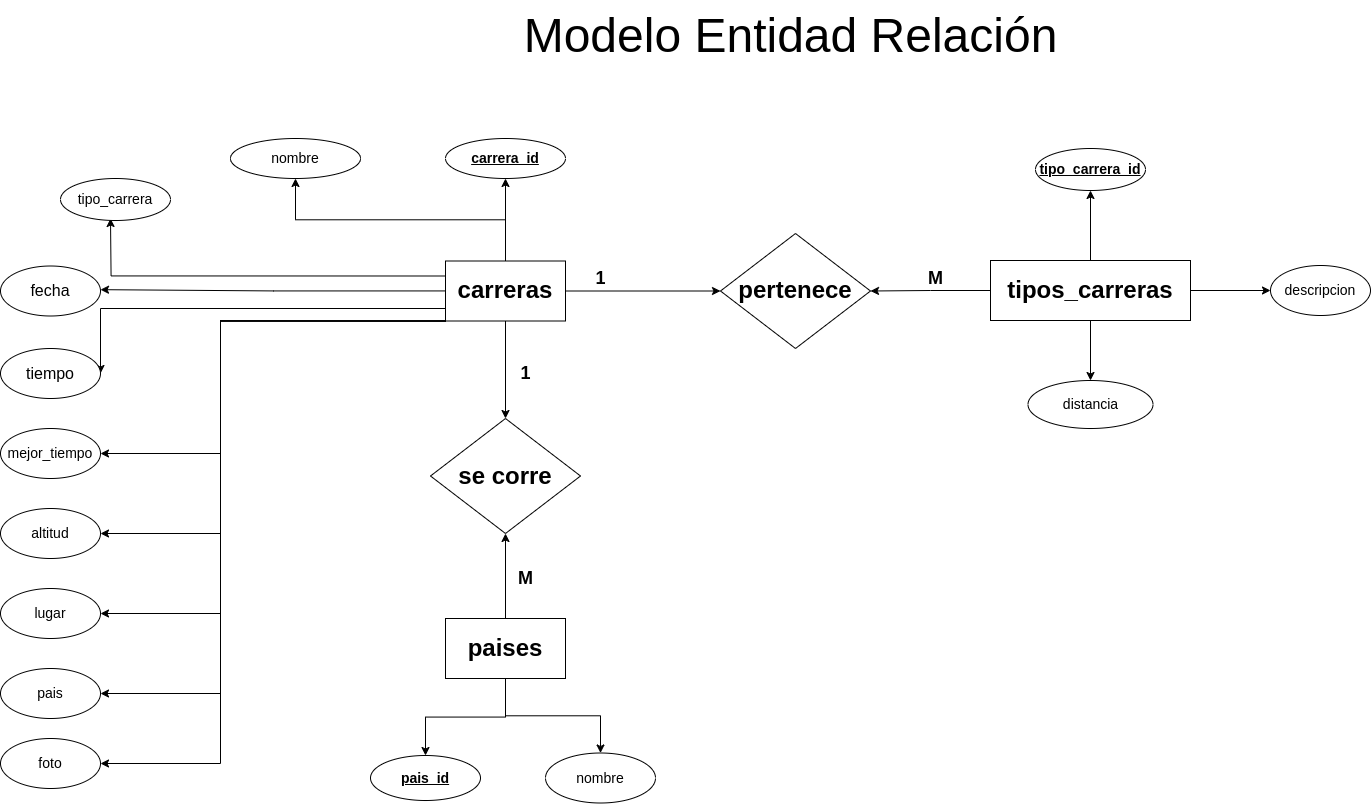 Modelo Entidad Relación
nombre
carrera_id
tipo_carrera_id
tipo_carrera
fecha
carreras
1
pertenece
M
tipos_carreras
descripcion
tiempo
1
distancia
mejor_tiempo
se corre
altitud
M
lugar
paises
pais
foto
pais_id
nombre